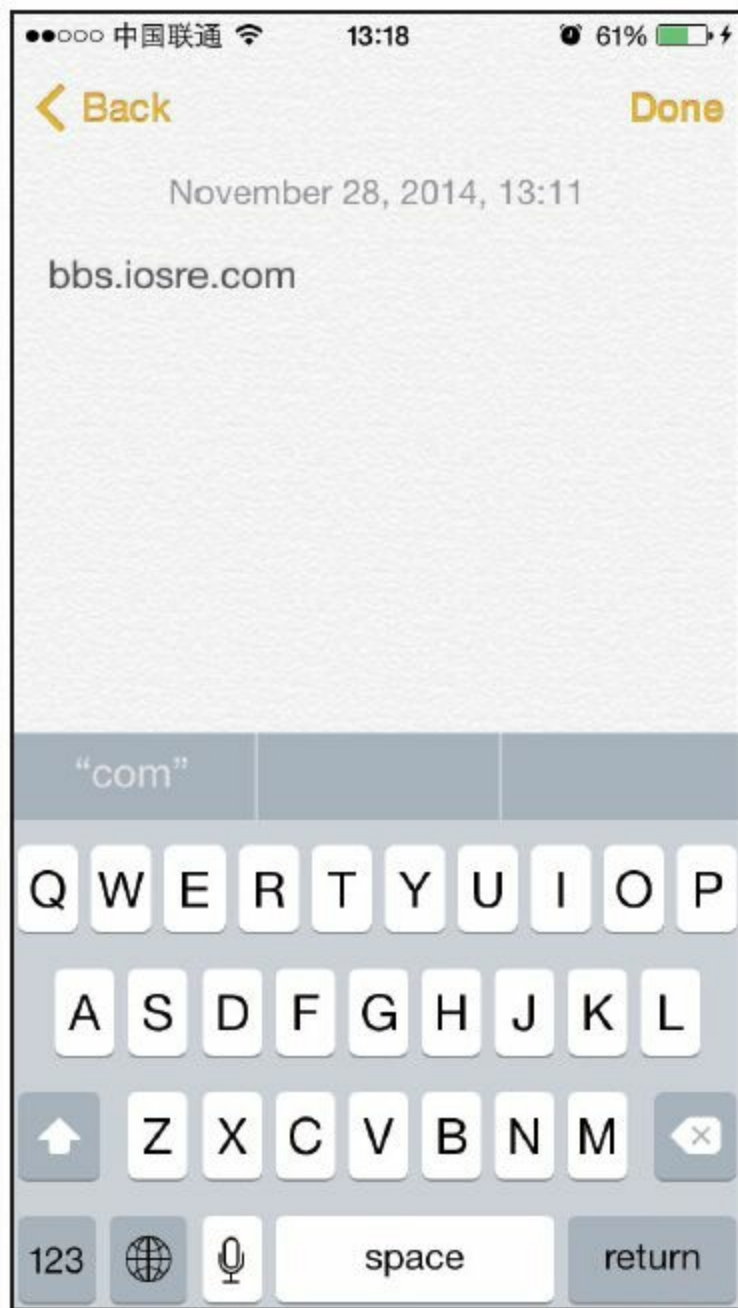 中国联通 13:18 61%
Back Done
November 28, 2014, 13:11
bbs.iosre.com
“com”
Q W E R T Y U I O P
A S D F G H J K L
Z X C V B N M
123 space return